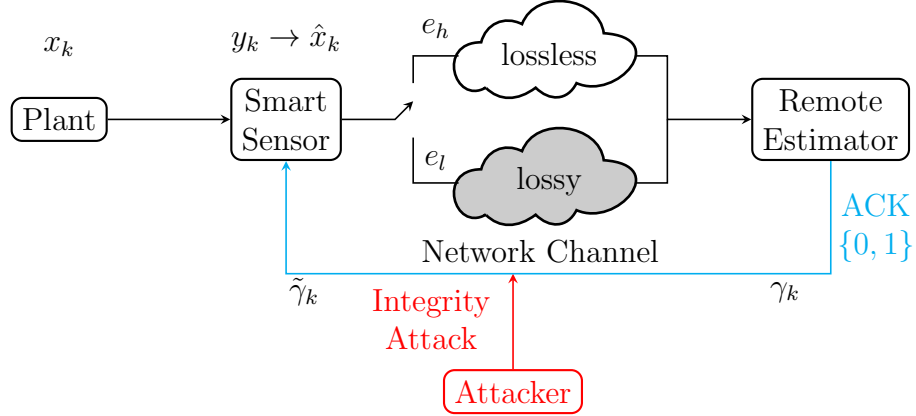 x_k
y_k → x̂_k
e_h
lossless
Plant
Smart
Sensor
Remote
Estimator
e_l
lossy
ACK
{0, 1}
Network Channel
γ̃_k
γ_k
Integrity
Attack
Attacker